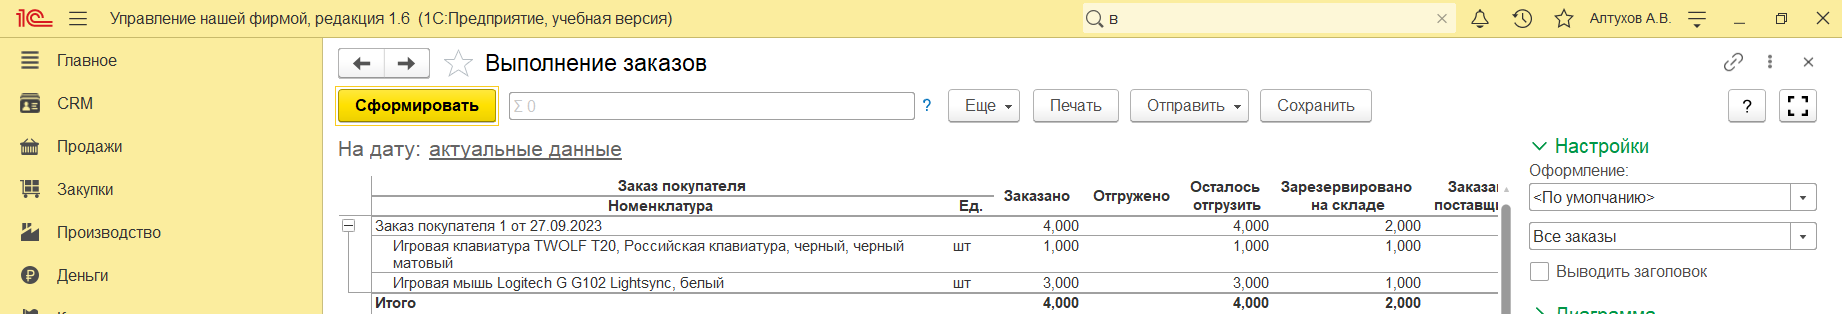 1С Управление нашей фирмой, редакция 1.6 (1С:Предприятие, учебная версия) в Алтухов А.В.
Главное
CRM
Продажи
Закупки
Производство
Деньги
Выполнение заказов
Сформировать Σ 0 ? Еще Печать Отправить Сохранить ?
На дату: актуальные данные
Заказ покупателя Заказано Отгружено Осталось отгрузить Зарезервировано на складе
Номенклатура Ед.
Заказ покупателя 1 от 27.09.2023 4,000 4,000 2,000
Игровая клавиатура TWOLF T20, Российская клавиатура, черный, черный шт 1,000 1,000 1,000
матовый
Игровая мышь Logitech G G102 Lightsync, белый шт 3,000 3,000 1,000
Итого 4,000 4,000 2,000
Настройки
Оформление:
<По умолчанию>
Все заказы
Выводить заголовок
Диаграмма